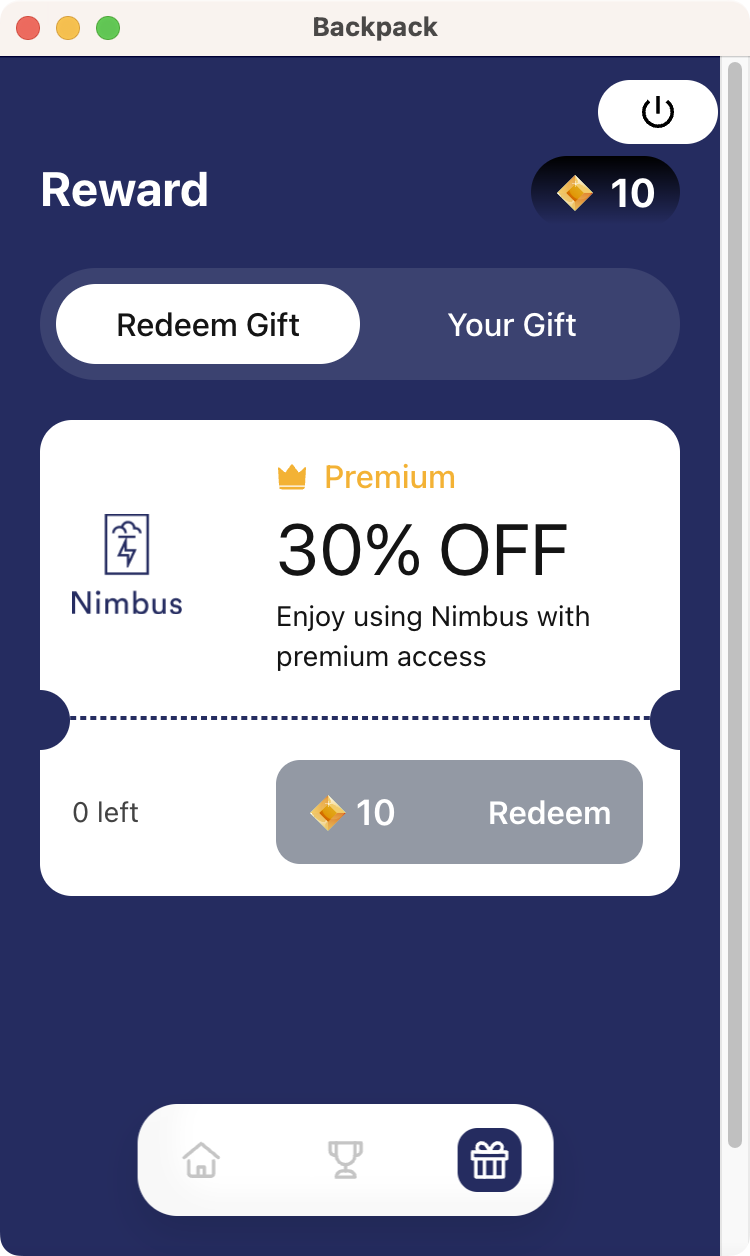 Backpack
Reward
10
Redeem Gift
Your Gift
Premium
30% OFF
Nimbus
Enjoy using Nimbus with
premium access
0 left
10
Redeem